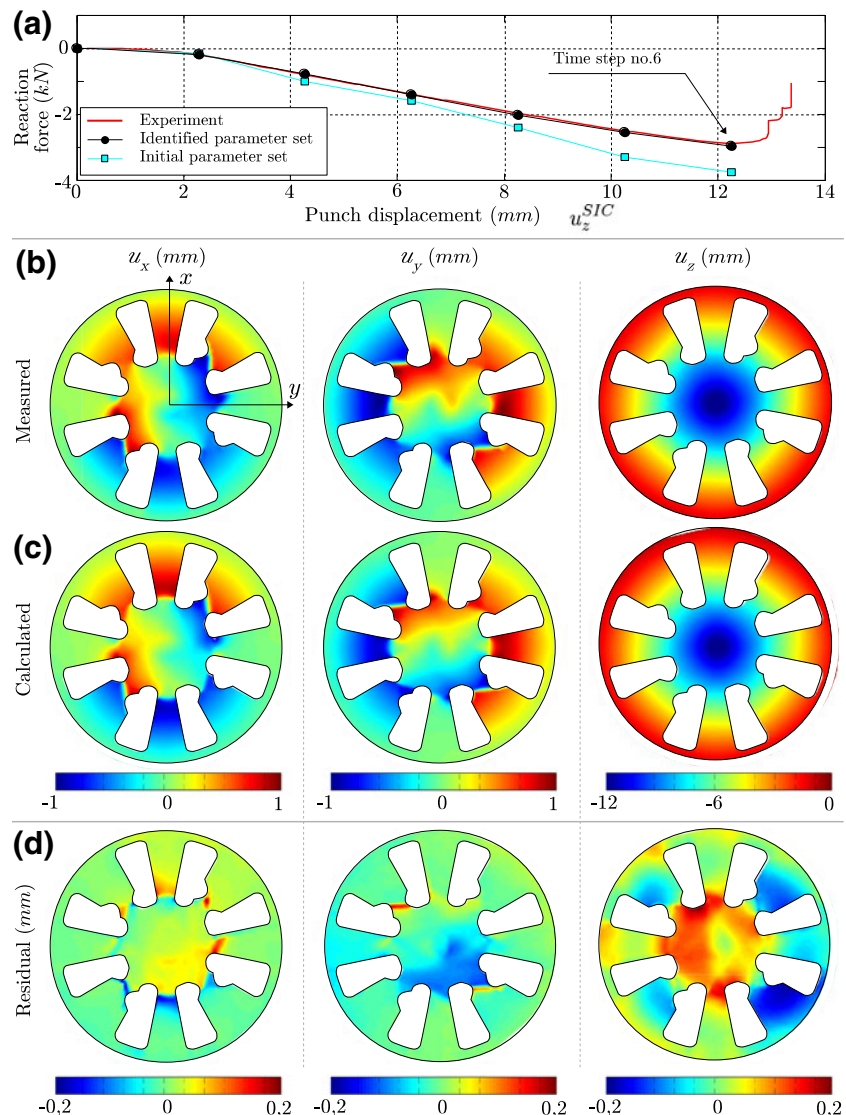 (a)
Reaction
force (kN)
0
-2
-4
Time step no.6
Experiment
Identified parameter set
Initial parameter set
0 2 4 6 8 10 12 14
Punch displacement (mm) u_z^{SIC}
(b)
u_x (mm) u_y (mm) u_z (mm)
x
y
Measured
(c)
Calculated
-1 0 1 -1 0 1 -12 -6 0
(d)
Residual (mm)
-0.2 0 0.2 -0.2 0 0.2 -0.2 0 0.2